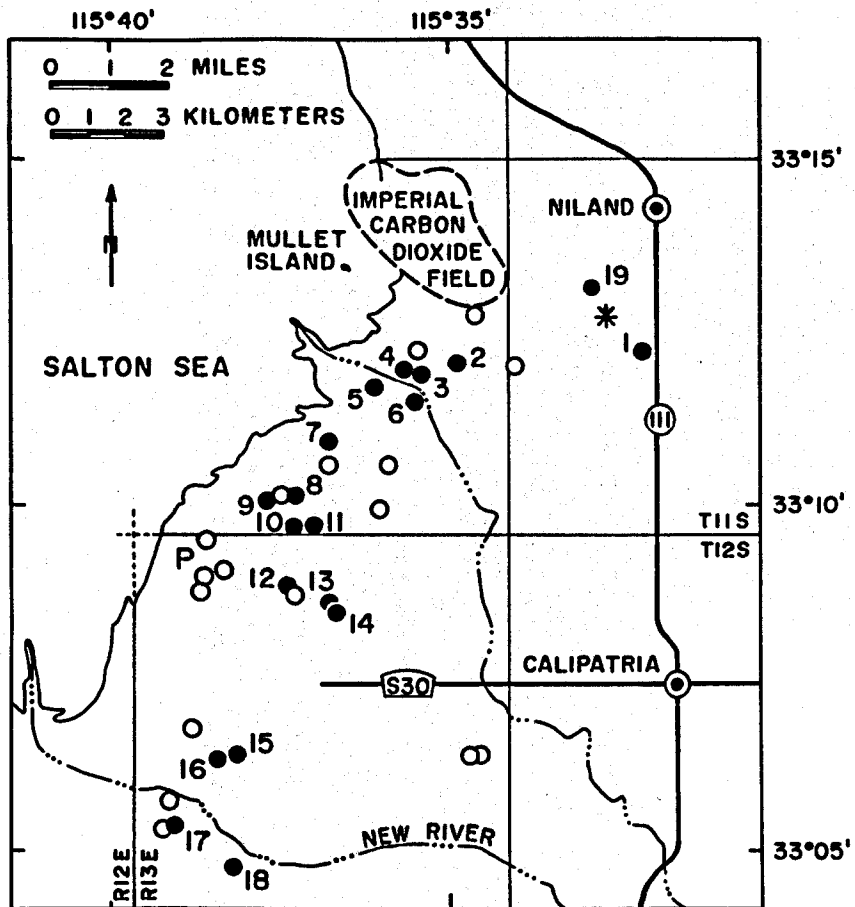 115°40' 115°35'
0 1 2 MILES
0 1 2 3 KILOMETERS
33°15'
N
IMPERIAL
CARBON
DIOXIDE
FIELD
NILAND
MULLET
ISLAND
19
SALTON SEA
4 2 1
3
5
6
111
7
8
9
33°10'
10 11
T11S
T12S
P
12 13
14
CALIPATRIA
S30
15
16
17
NEW RIVER
33°05'
18
R12E
R13E